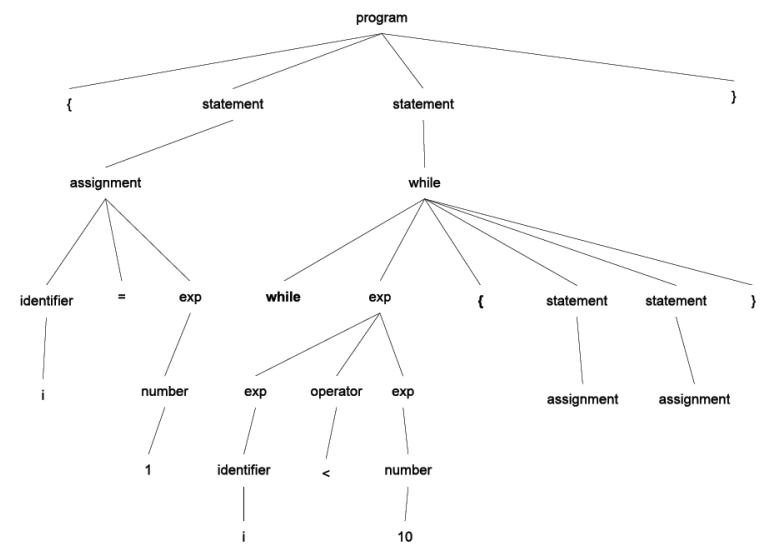 program
{ statement statement }
assignment while
identifier = exp while exp { statement statement }
i number exp operator exp assignment assignment
1 identifier < number
i 10